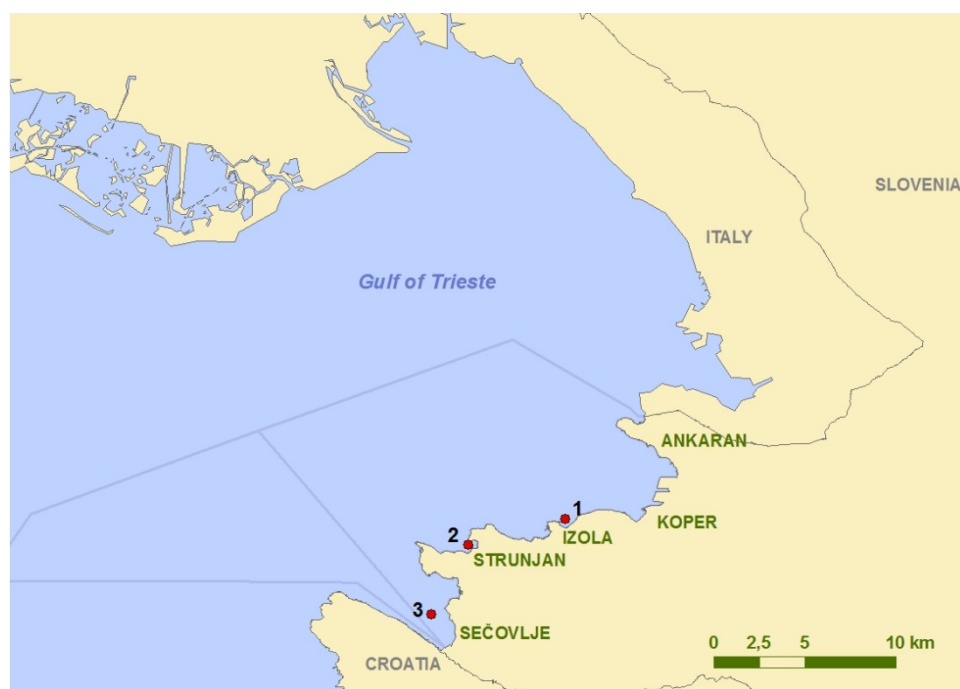 SLOVENIA
ITALY
Gulf of Trieste
ANKARAN
1
KOPER
IZOLA
2
STRUNJAN
3
SEČOVLJE
CROATIA
0 2,5 5 10 km